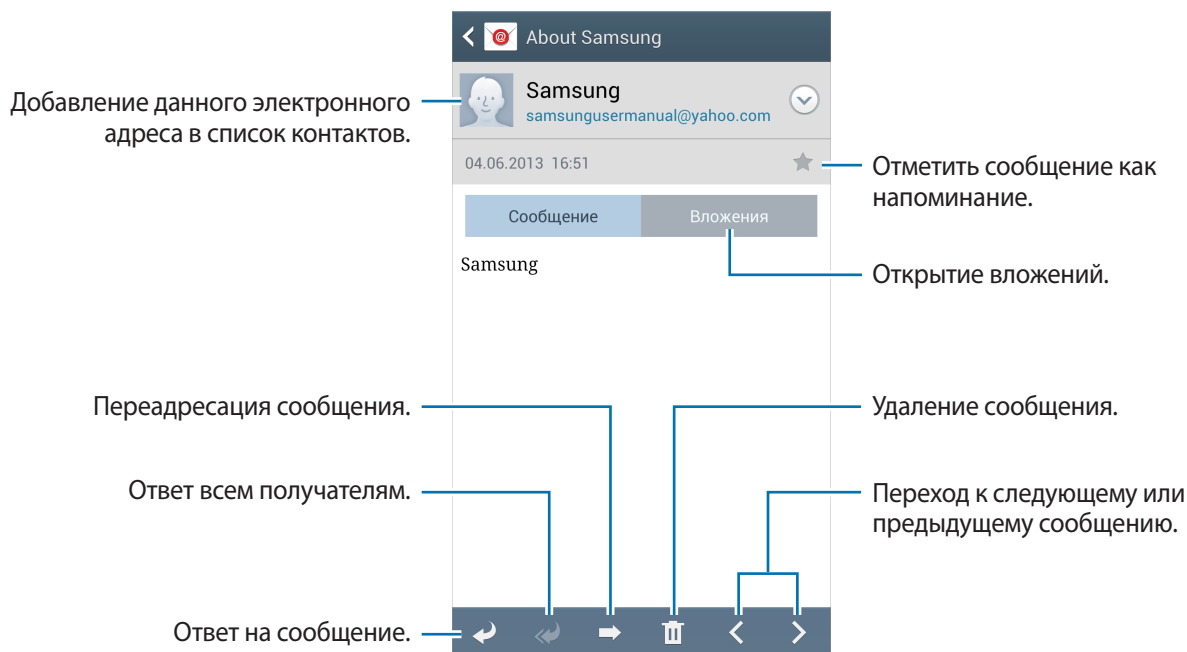 About Samsung
Samsung
samsungusermanual@yahoo.com
Добавление данного электронного
адреса в список контактов.
04.06.2013 16:51
Отметить сообщение как
напоминание.
Сообщение
Вложения
Samsung
Открытие вложений.
Переадресация сообщения.
Удаление сообщения.
Ответ всем получателям.
Переход к следующему или
предыдущему сообщению.
Ответ на сообщение.